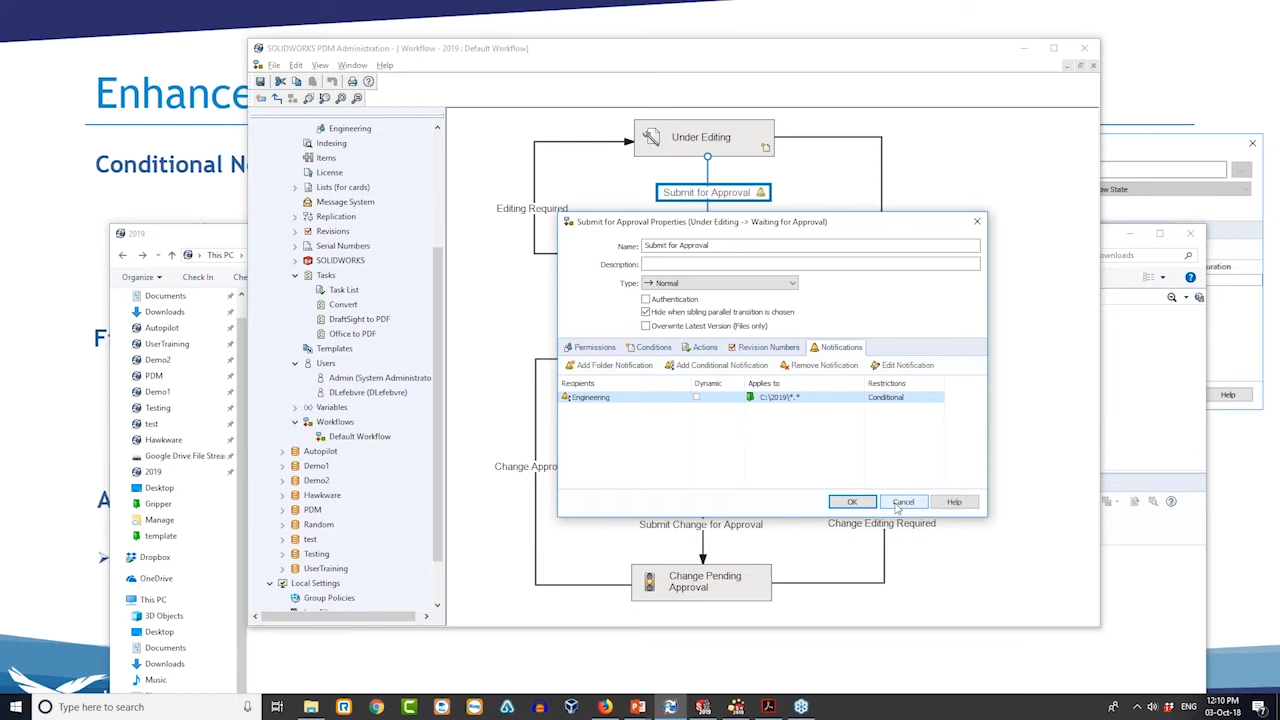 Enhance
Conditional N
F
A
SOLIDWORKS PDM Administration - [ Workflow - 2019 : Default Workflow]
File Edit View Window Help
Engineering
Indexing
Items
License
Lists (for cards)
Message System
Replication
Revisions
Serial Numbers
SOLIDWORKS
Tasks
Task List
Convert
DraftSight to PDF
Office to PDF
Templates
Users
Admin (System Administrato
DLefebvre (DLefebvre)
Variables
Workflows
Default Workflow
Autopilot
Demo1
Demo2
Hawkware
PDM
Random
test
Testing
UserTraining
Local Settings
Group Policies
Under Editing
Submit for Approval
Editing Required
Change Appro
Submit Change for Approval
Change Editing Required
Change Pending
Approval
Submit for Approval Properties (Under Editing -> Waiting for Approval)
Name: Submit for Approval
Description:
Type: Normal
Authentication
Hide when sibling parallel transition is chosen
Overwrite Latest Version (Files only)
Permissions Conditions Actions Revision Numbers Notifications
Add Folder Notification Add Conditional Notification Remove Notification Edit Notification
Recipients Dynamic Applies to Restrictions
Engineering C:\2019\*.* Conditional
OK Cancel Help
2019
This PC
Organize Check In Che
Documents
Downloads
Autopilot
UserTraining
Demo2
PDM
Demo1
Testing
test
Hawkware
Google Drive File Strea
2019
Desktop
Gripper
Manage
template
Dropbox
OneDrive
This PC
3D Objects
Desktop
Documents
Downloads
Music
ow State
ownloads
uration
Help
Type here to search
12:10 PM
03-Oct-18